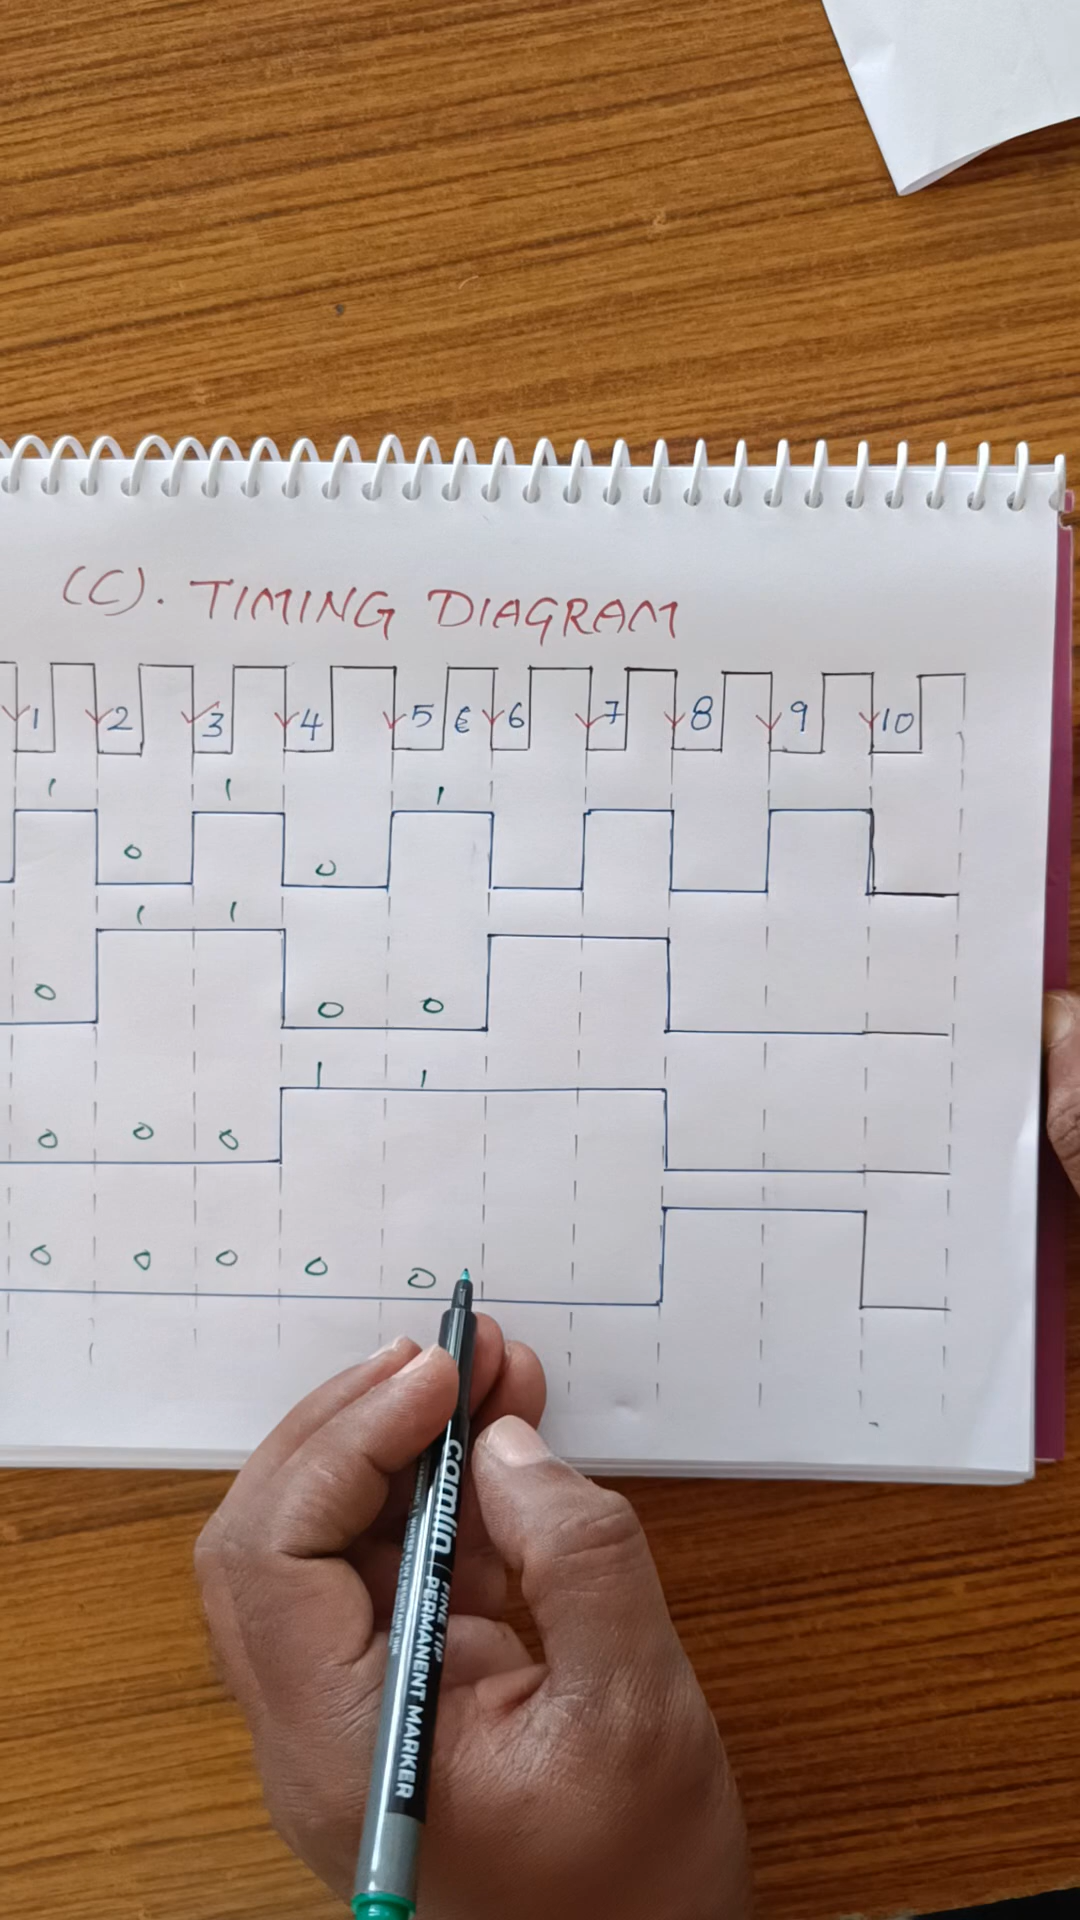 (C). TIMING DIAGRAM
1 2 3 4 5 € 6 7 8 9 10
1 1 1
0 0
1 1
0 0 0
1 1
0 0 0
0 0 0 0 0
camlin FINE TIP
PERMANENT MARKER